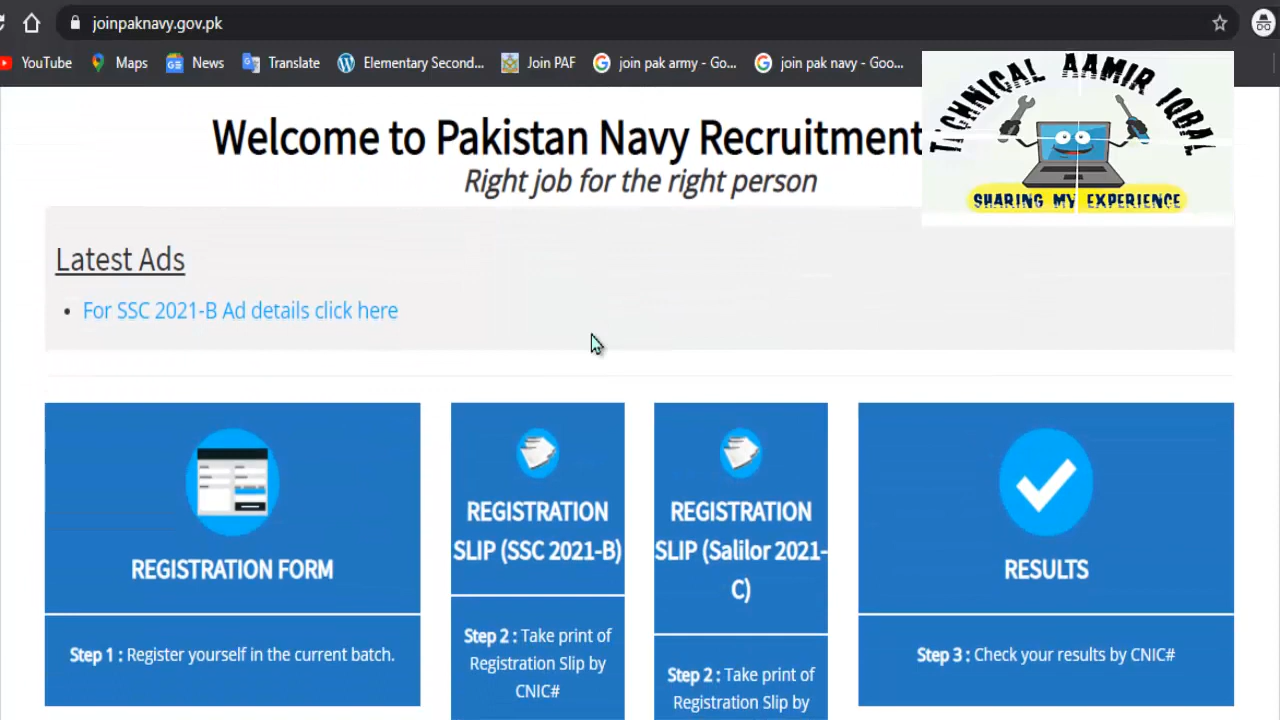 joinpaknavy.gov.pk
YouTube Maps News Translate Elementary Second... Join PAF join pak army - Go... join pak navy - Goo...
TECHNICAL AAMIR IQBAL
SHARING MY EXPERIENCE
Welcome to Pakistan Navy Recruitment
Right job for the right person
Latest Ads
• For SSC 2021-B Ad details click here
REGISTRATION FORM
Step 1 : Register yourself in the current batch.
REGISTRATION
SLIP (SSC 2021-B)
Step 2 : Take print of
Registration Slip by
CNIC#
REGISTRATION
SLIP (Salilor 2021-
C)
Step 2 : Take print of
Registration Slip by
RESULTS
Step 3 : Check your results by CNIC#